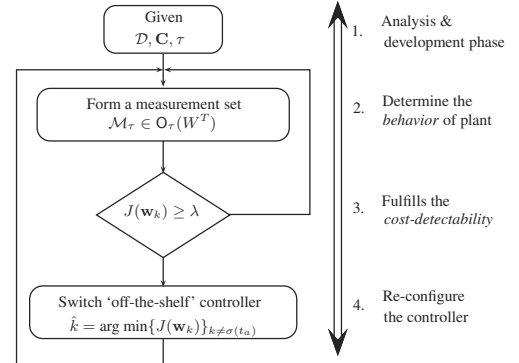 Given
𝒟, C, τ
Form a measurement set
ℳ_τ ∈ O_τ(W^T)
J(w_k) ≥ λ
Switch ‘off-the-shelf’ controller
k̂ = arg min{J(w_k)}_{k≠σ(t_a)}
1. Analysis &
development phase
2. Determine the
behavior of plant
3. Fulfills the
cost-detectability
4. Re-configure
the controller